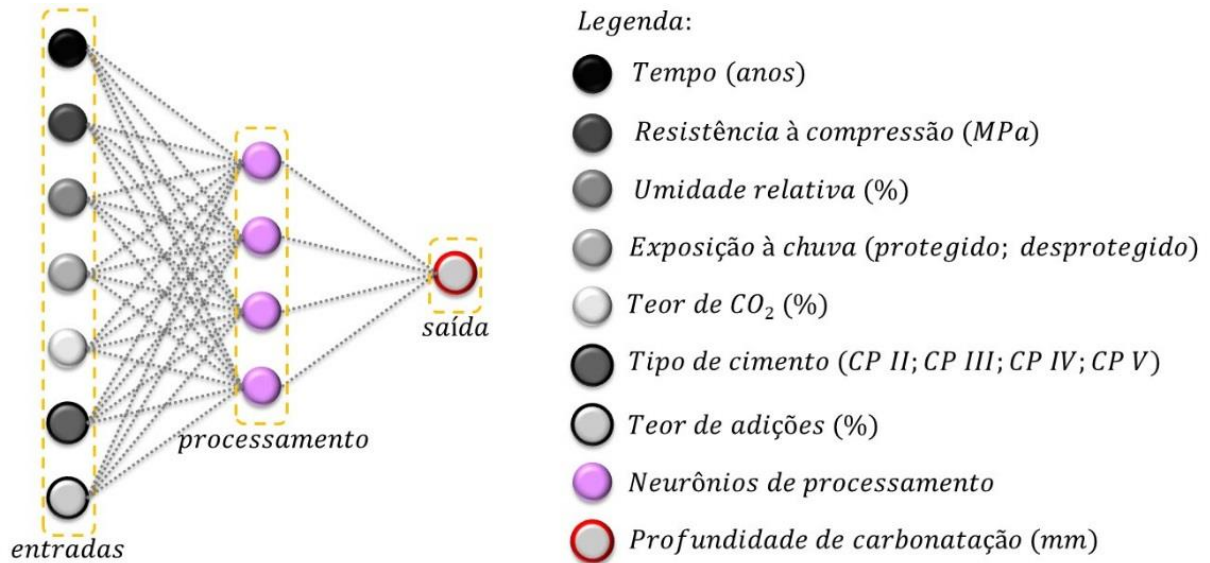 entradas
processamento
saída
Legenda:
Tempo (anos)
Resistência à compressão (MPa)
Umidade relativa (%)
Exposição à chuva (protegido; desprotegido)
Teor de CO₂ (%)
Tipo de cimento (CP II; CP III; CP IV; CP V)
Teor de adições (%)
Neurônios de processamento
Profundidade de carbonatação (mm)